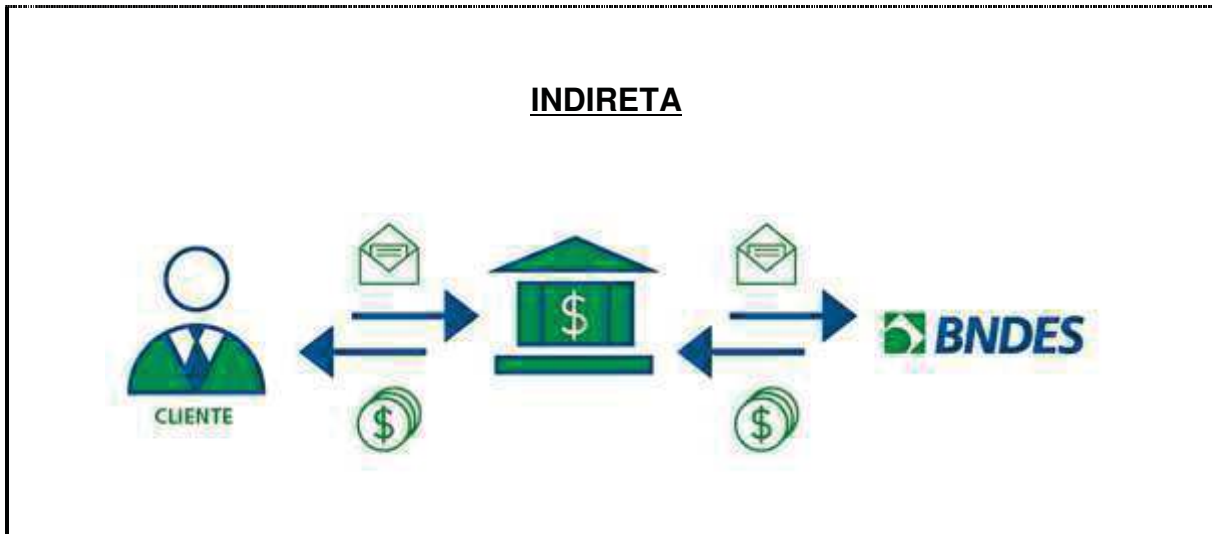 INDIRETA
$
CLIENTE
$
$
BNDES